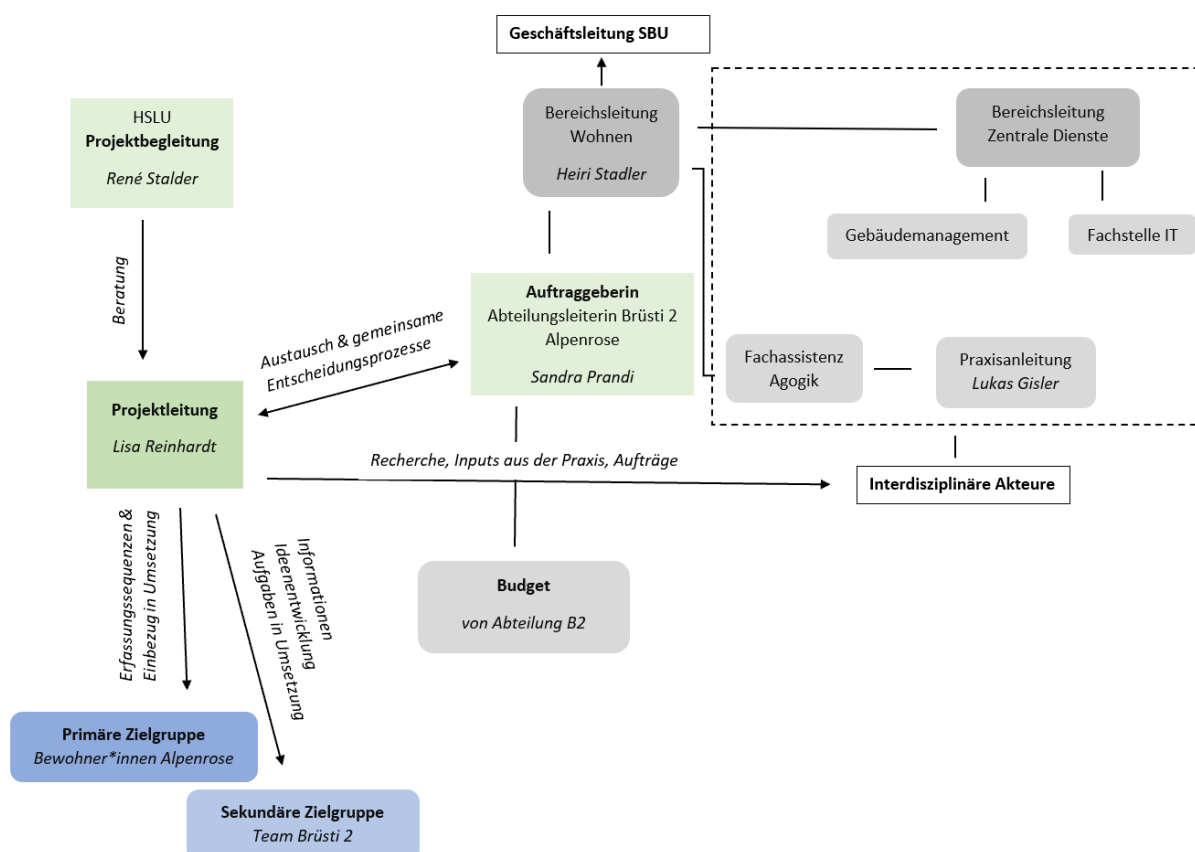 Geschäftsleitung SBU
HSLU
Projektbegleitung
René Stalder
Bereichsleitung
Wohnen
Heiri Stadler
Bereichsleitung
Zentrale Dienste
Gebäudemanagement
Fachstelle IT
Beratung
Auftraggeberin
Abteilungsleiterin Brüsti 2
Alpenrose
Sandra Prandi
Austausch & gemeinsame
Entscheidungsprozesse
Fachassistenz
Agogik
Praxisanleitung
Lukas Gisler
Projektleitung
Lisa Reinhardt
Recherche, Inputs aus der Praxis, Aufträge
Interdisziplinäre Akteure
Erfassungssequenzen &
Einbezug in Umsetzung
Informationen
Ideenentwicklung
Aufgaben in Umsetzung
Budget
von Abteilung B2
Primäre Zielgruppe
Bewohner*innen Alpenrose
Sekundäre Zielgruppe
Team Brüsti 2